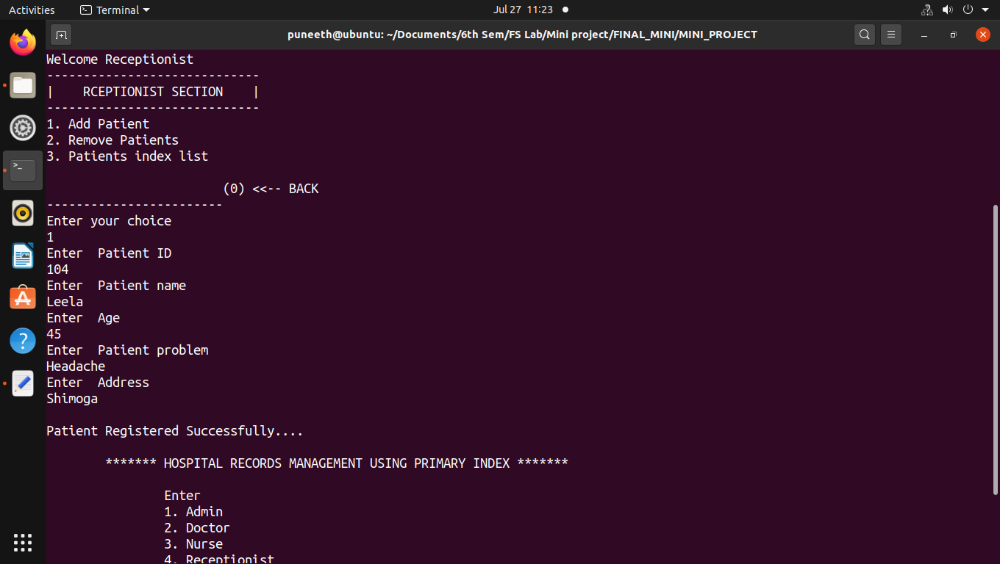 Activities Terminal Jul 27 11:23
puneeth@ubuntu: ~/Documents/6th Sem/FS Lab/Mini project/FINAL_MINI/MINI_PROJECT
Welcome Receptionist
-----------------------------
|    RCEPTIONIST SECTION    |
-----------------------------
1. Add Patient
2. Remove Patients
3. Patients index list
(0) <<-- BACK
------------------------
Enter your choice
1
Enter  Patient ID
104
Enter  Patient name
Leela
Enter  Age
45
Enter  Patient problem
Headache
Enter  Address
Shimoga
Patient Registered Successfully....
******* HOSPITAL RECORDS MANAGEMENT USING PRIMARY INDEX *******
Enter
1. Admin
2. Doctor
3. Nurse
4. Receptionist